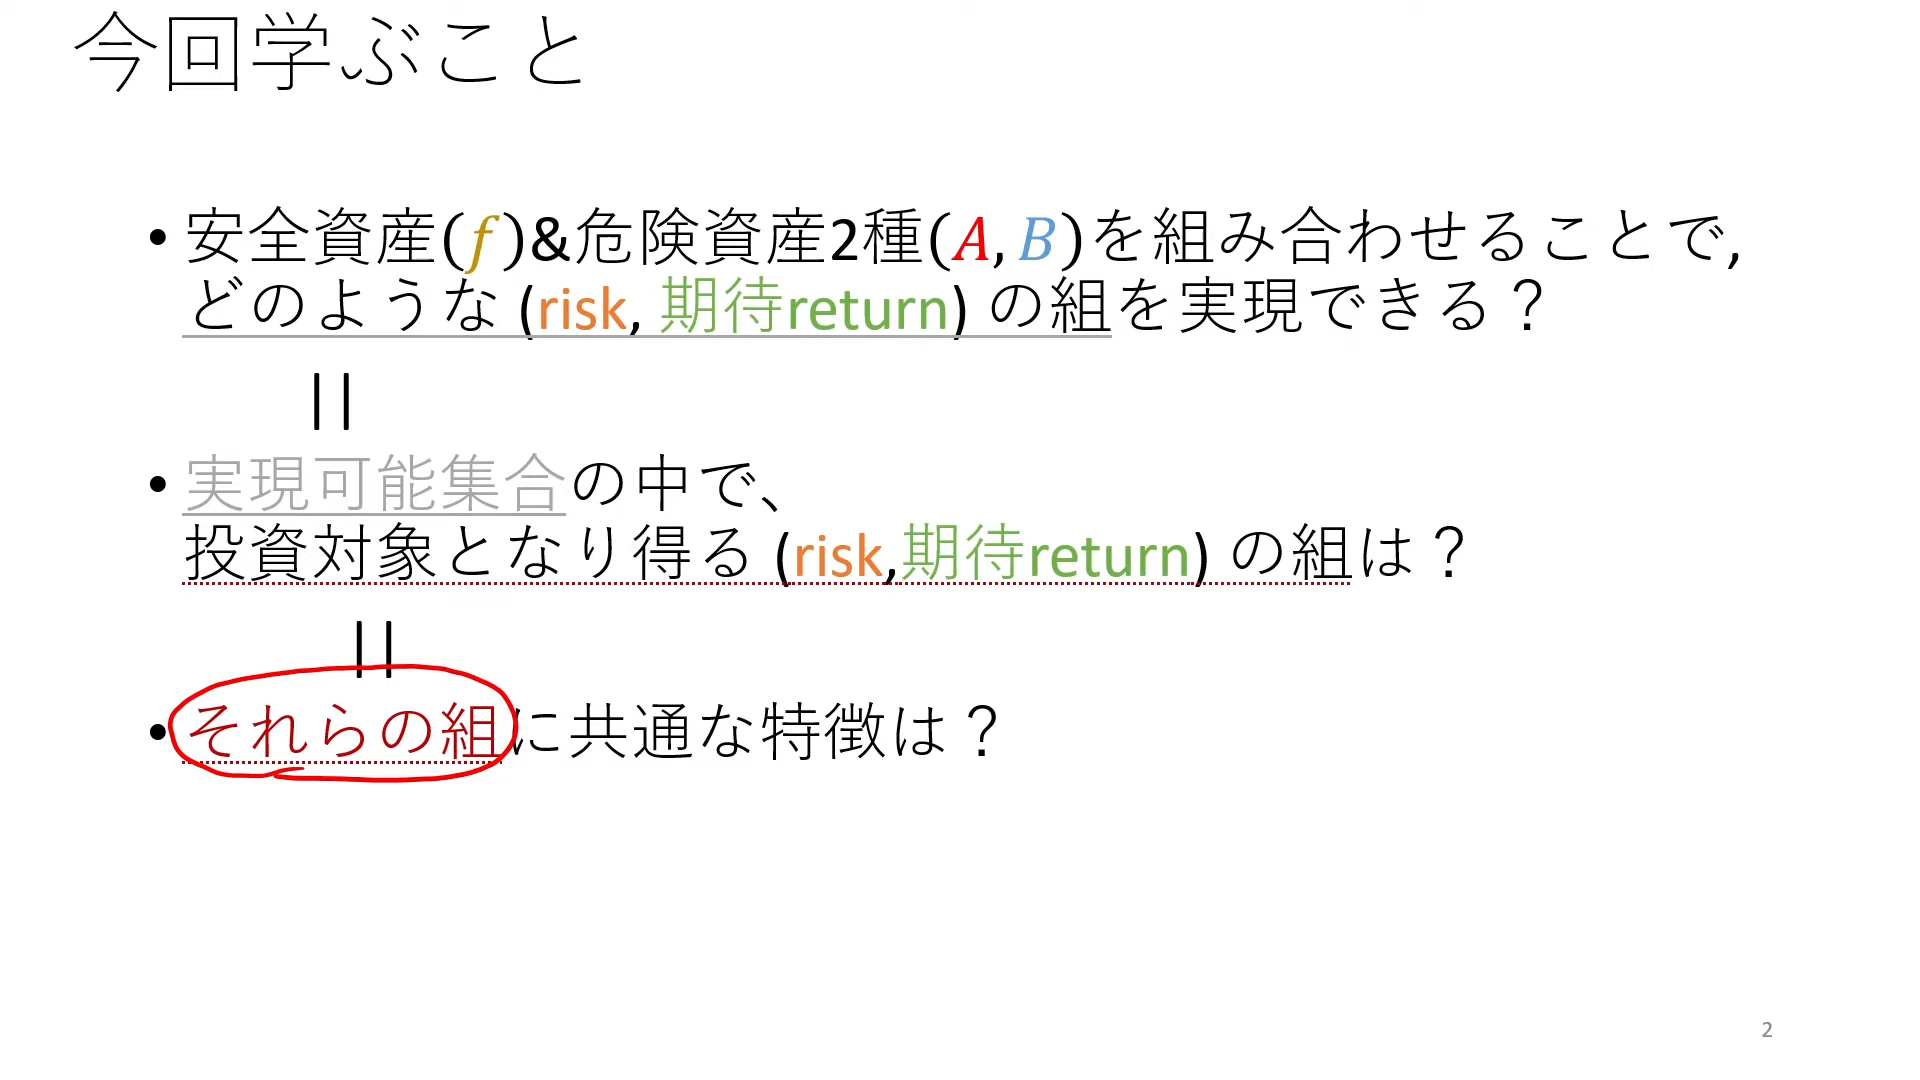 今回学ぶこと
• 安全資産(f)&危険資産2種(A, B)を組み合わせることで,
どのような (risk, 期待return) の組を実現できる？
||
• 実現可能集合の中で、
投資対象となり得る (risk,期待return) の組は？
||
• それらの組に共通な特徴は？
2